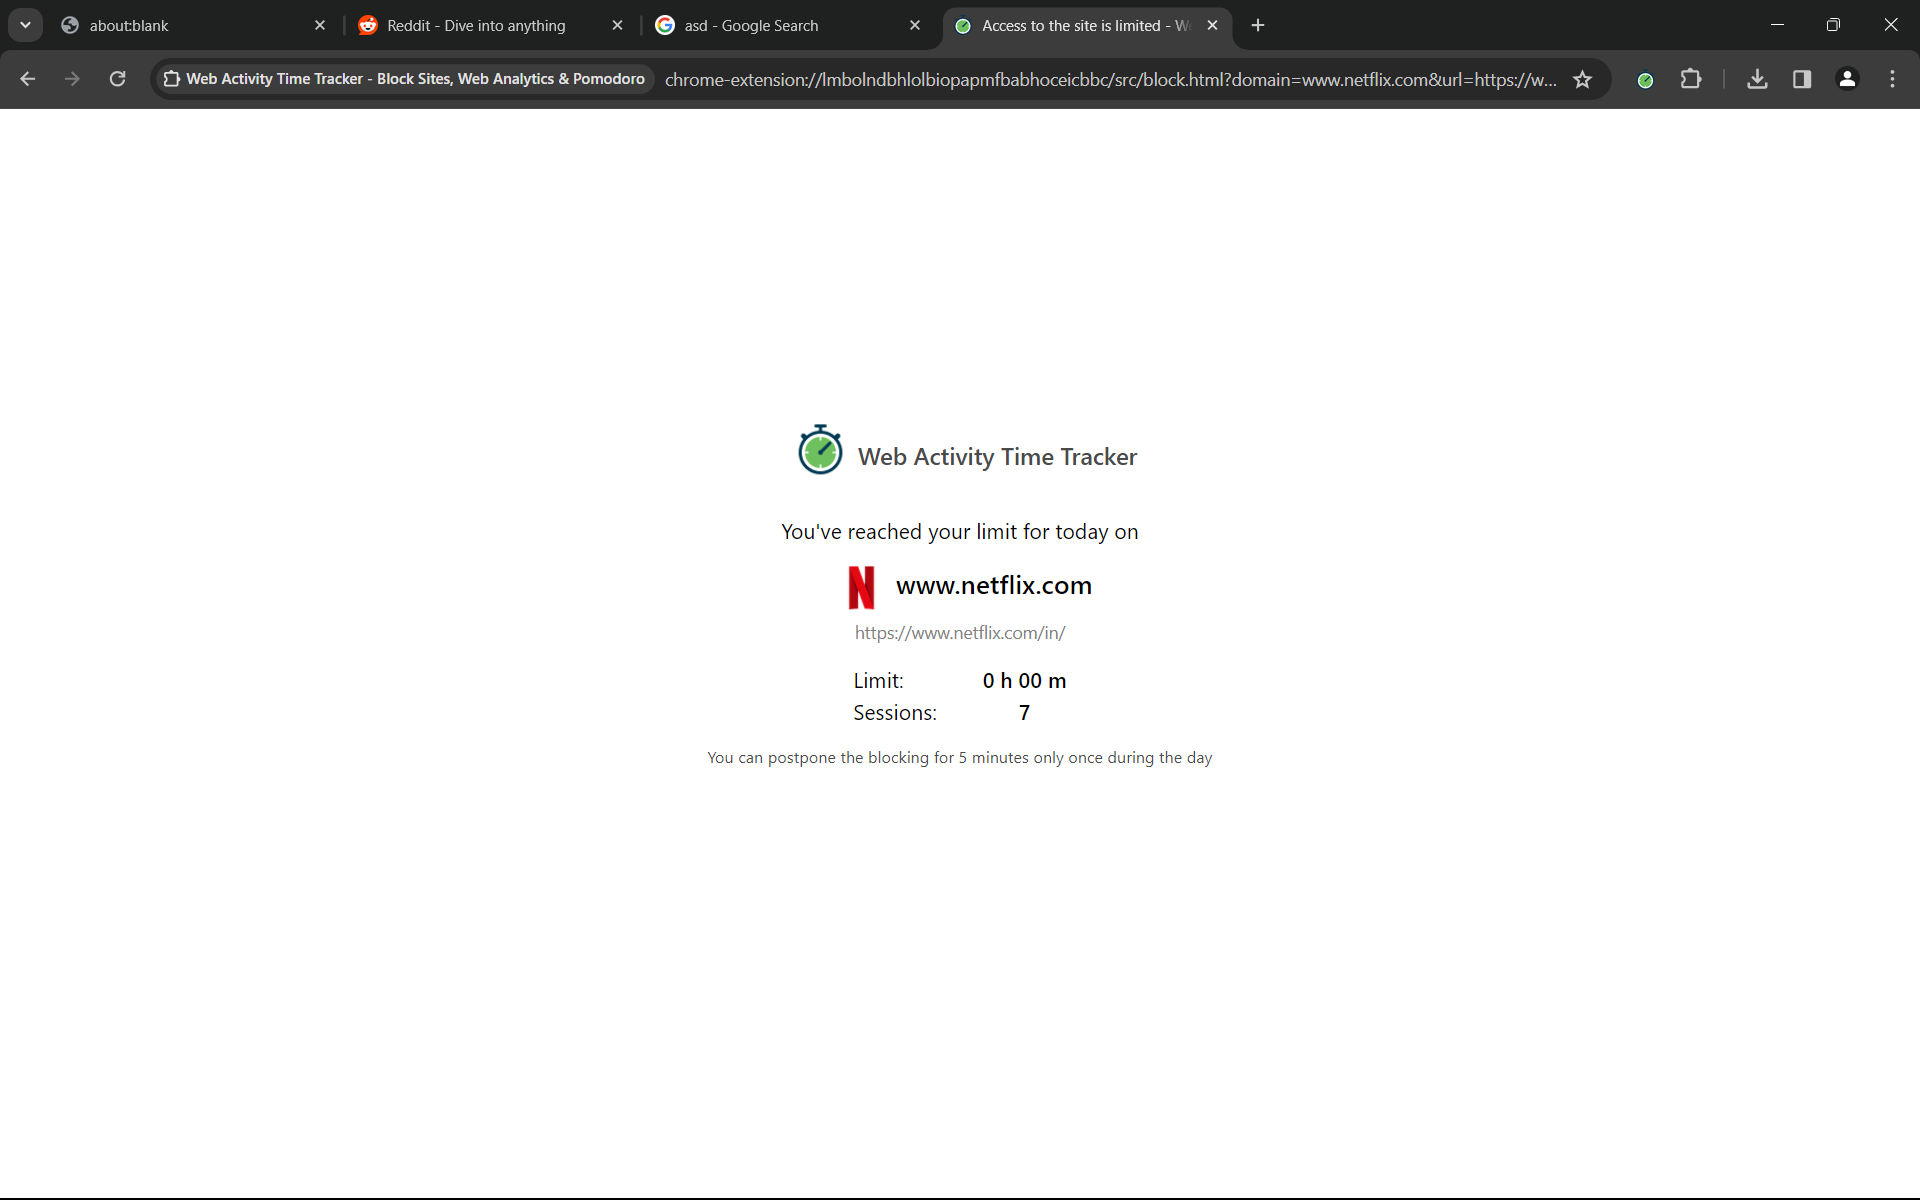 about:blank
Reddit - Dive into anything
asd - Google Search
Access to the site is limited - W
Web Activity Time Tracker - Block Sites, Web Analytics & Pomodoro
chrome-extension://lmbolndbhlolbiopapmfbabhoceicbbc/src/block.html?domain=www.netflix.com&url=https://w...
Web Activity Time Tracker
You've reached your limit for today on
www.netflix.com
https://www.netflix.com/in/
Limit: 0 h 00 m
Sessions: 7
You can postpone the blocking for 5 minutes only once during the day